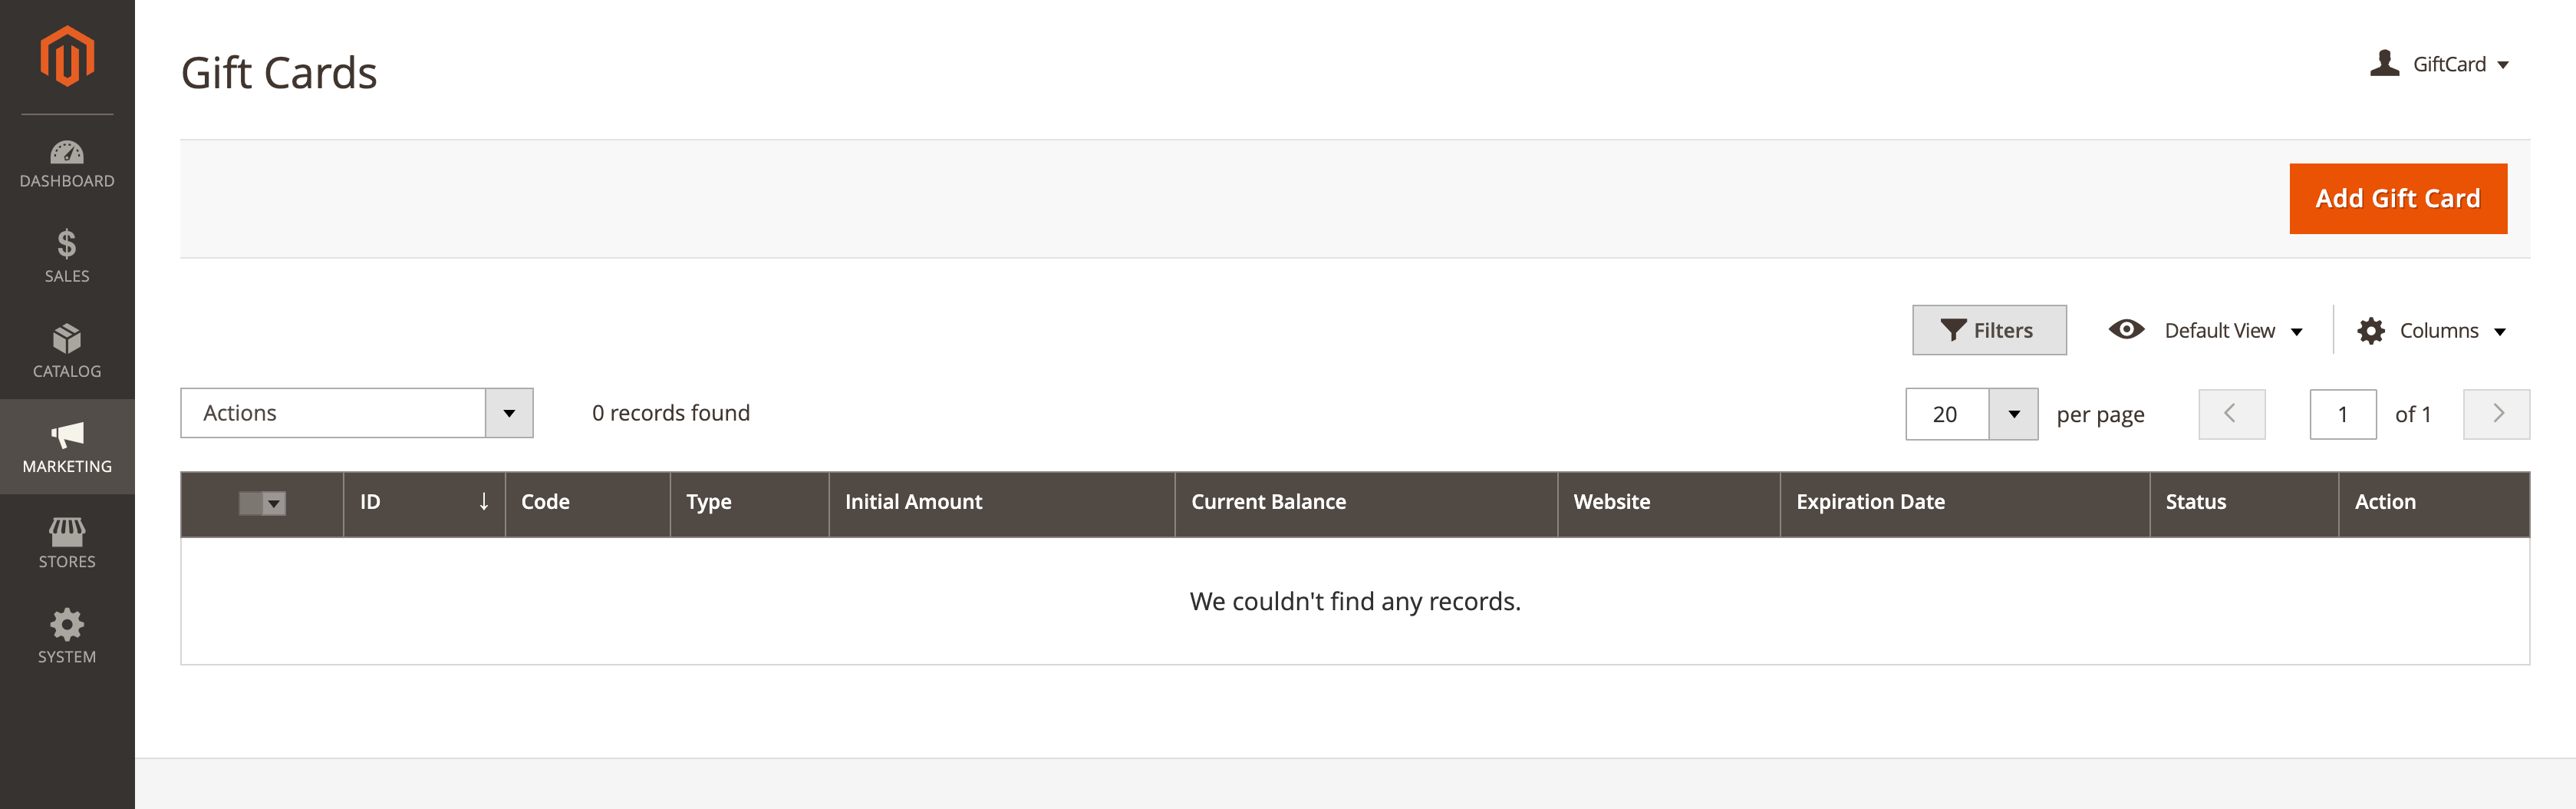 Gift Cards
GiftCard
DASHBOARD
Add Gift Card
SALES
Filters
Default View
Columns
CATALOG
Actions
0 records found
20
per page
1
of 1
MARKETING
ID ↓ Code Type Initial Amount Current Balance Website Expiration Date Status Action
STORES
We couldn't find any records.
SYSTEM